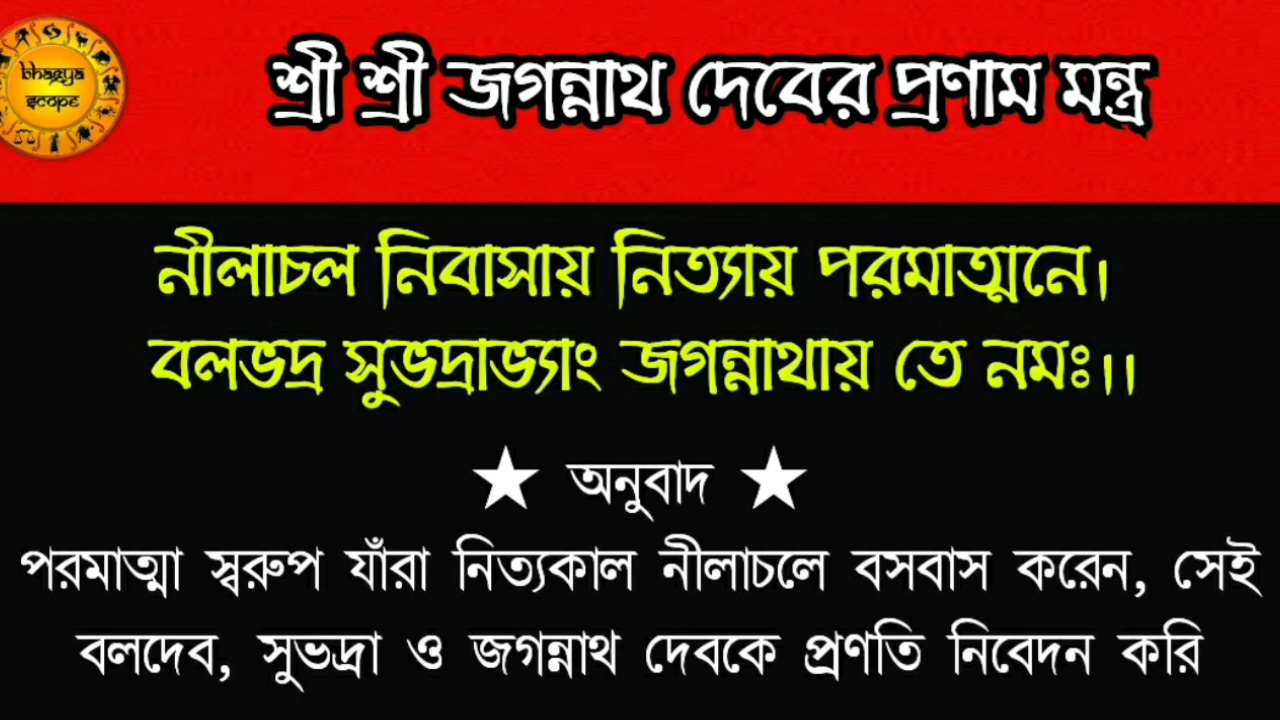 bhagya
scope
শ্রী শ্রী জগন্নাথ দেবের প্রণাম মন্ত্র
নীলাচল নিবাসায় নিত্যায় পরমাত্মনে।
বলভদ্র সুভদ্রাভ্যাং জগন্নাথায় তে নমঃ।।
★ অনুবাদ ★
পরমাত্মা স্বরুপ যাঁরা নিত্যকাল নীলাচলে বসবাস করেন, সেই
বলদেব, সুভদ্রা ও জগন্নাথ দেবকে প্রণতি নিবেদন করি